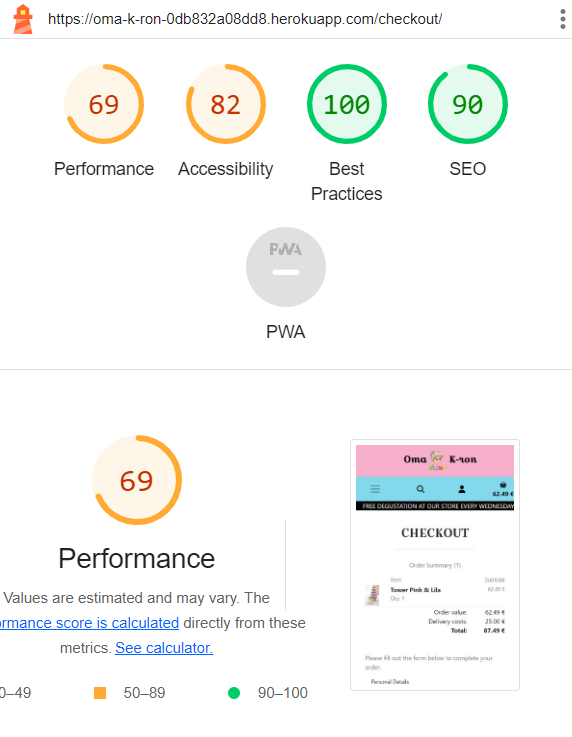 https://oma-k-ron-0db832a08dd8.herokuapp.com/checkout/
69
82
100
90
Performance
Accessibility
Best
Practices
SEO
PWA
PWA
69
Performance
Values are estimated and may vary. The
ormance score is calculated directly from these
metrics. See calculator.
0–49
50–89
90–100
Oma K-ron
62.49 €
FREE DEGUSTATION AT OUR STORE EVERY WEDNESDAY
CHECKOUT
Order Summary (1)
Item Subtotal
Tower Pink & Lila 62.49 €
Qty: 1
Order value: 62.49 €
Delivery costs: 25.00 €
Total: 87.49 €
Please fill out the form below to complete your
order.
Personal Details